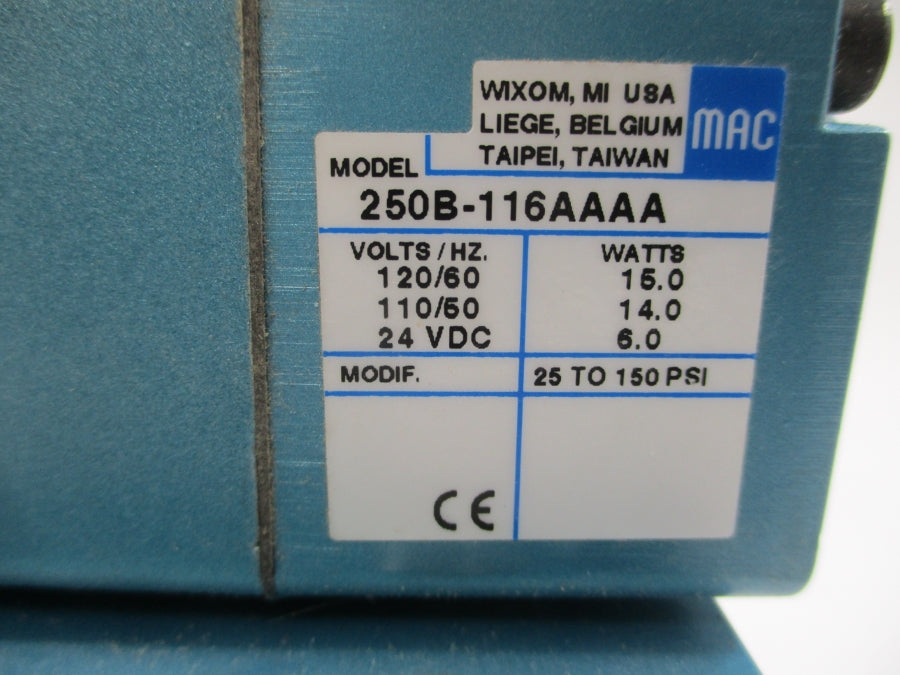 WIXOM, MI USA
LIEGE, BELGIUM
TAIPEI, TAIWAN
MAC
MODEL
250B-116AAAA
VOLTS/HZ. WATTS
120/60 15.0
110/50 14.0
24 VDC 6.0
MODIF. 25 TO 150 PSI
CE